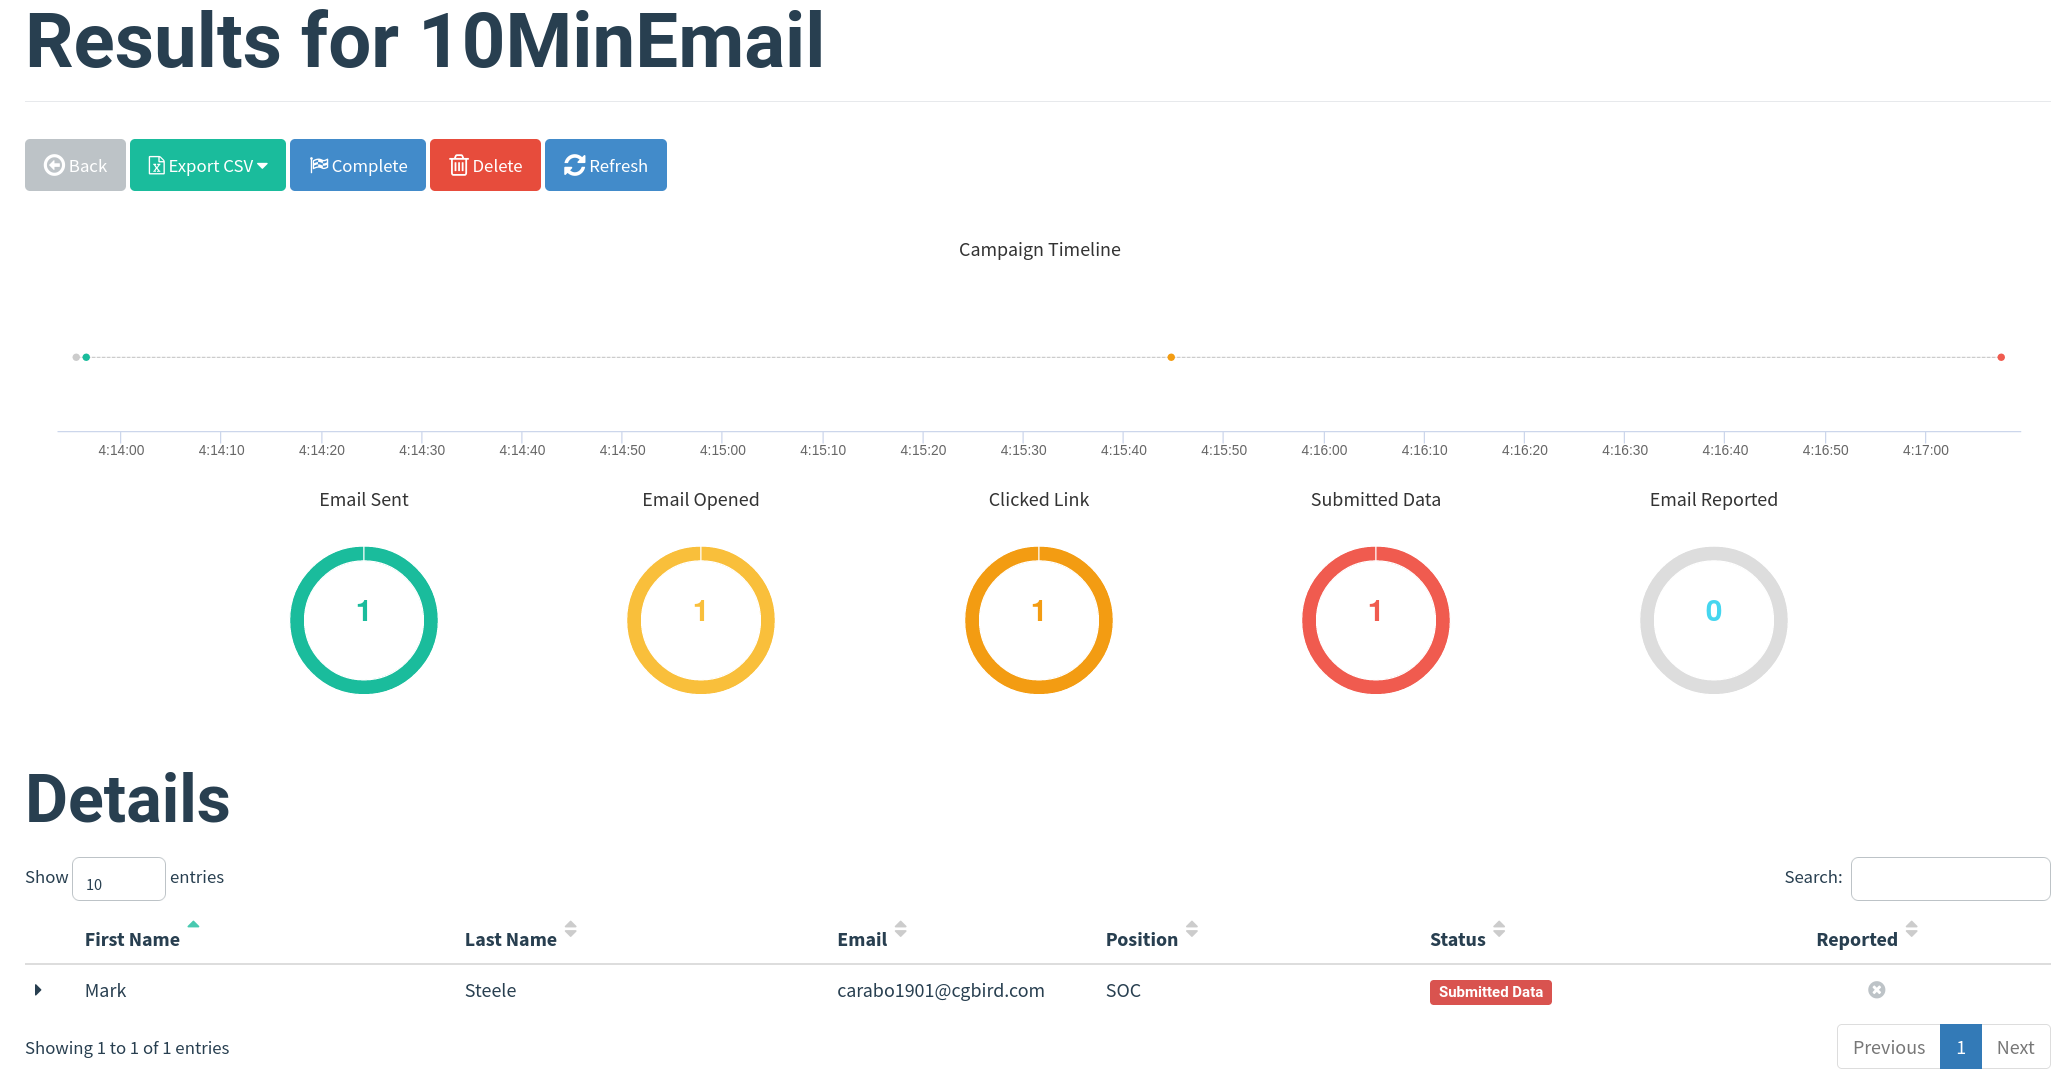 Results for 10MinEmail
Back Export CSV Complete Delete Refresh
Campaign Timeline
4:14:00 4:14:10 4:14:20 4:14:30 4:14:40 4:14:50 4:15:00 4:15:10 4:15:20 4:15:30 4:15:40 4:15:50 4:16:00 4:16:10 4:16:20 4:16:30 4:16:40 4:16:50 4:17:00
Email Sent Email Opened Clicked Link Submitted Data Email Reported
1 1 1 1 0
Details
Show 10 entries Search:
First Name Last Name Email Position Status Reported
Mark Steele carabo1901@cgbird.com SOC Submitted Data
Showing 1 to 1 of 1 entries Previous 1 Next